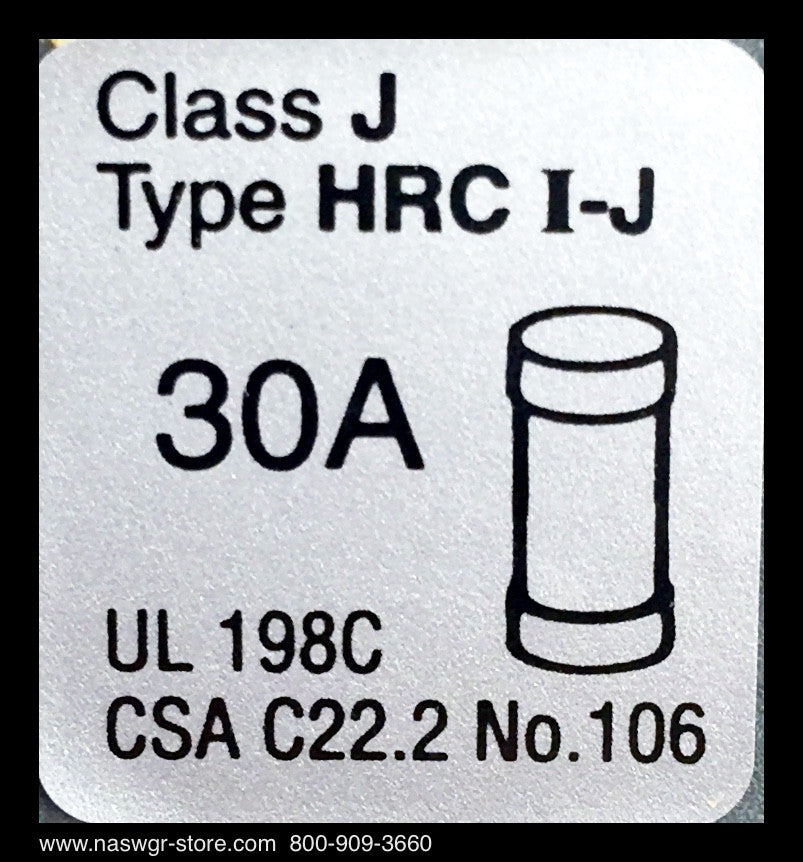 Class J
Type HRC I-J
30A
UL 198C
CSA C22.2 No.106
www.naswgr-store.com 800-909-3660